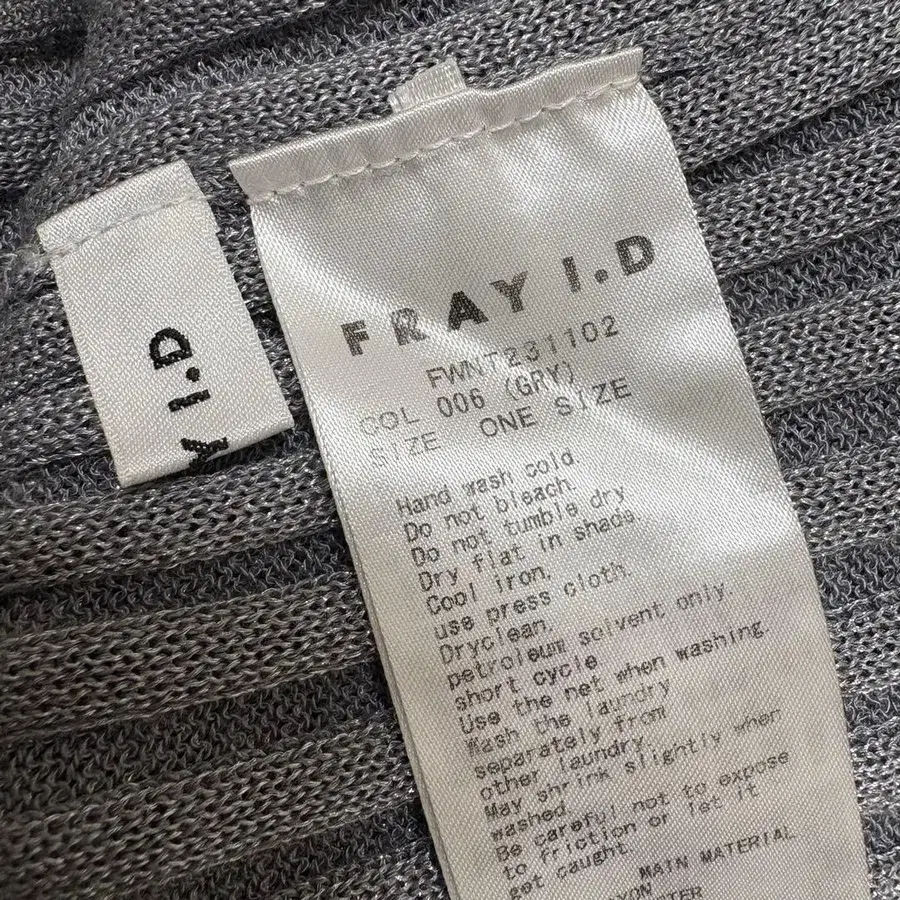 Y I.D
FRAY I.D
FWNT231102
COL 006 (GRY)
SIZE ONE SIZE
Hand wash cold.
Do not bleach.
Do not tumble dry
Dry flat in shade.
Cool iron.
use press cloth.
Dryclean.
petroleum solvent only.
short cycle
Use the net when washing.
Wash the laundry
separately from
other laundry.
May shrink slightly when
washed.
Be careful not to expose
to friction or let it
get caught.
MAIN MATERIAL